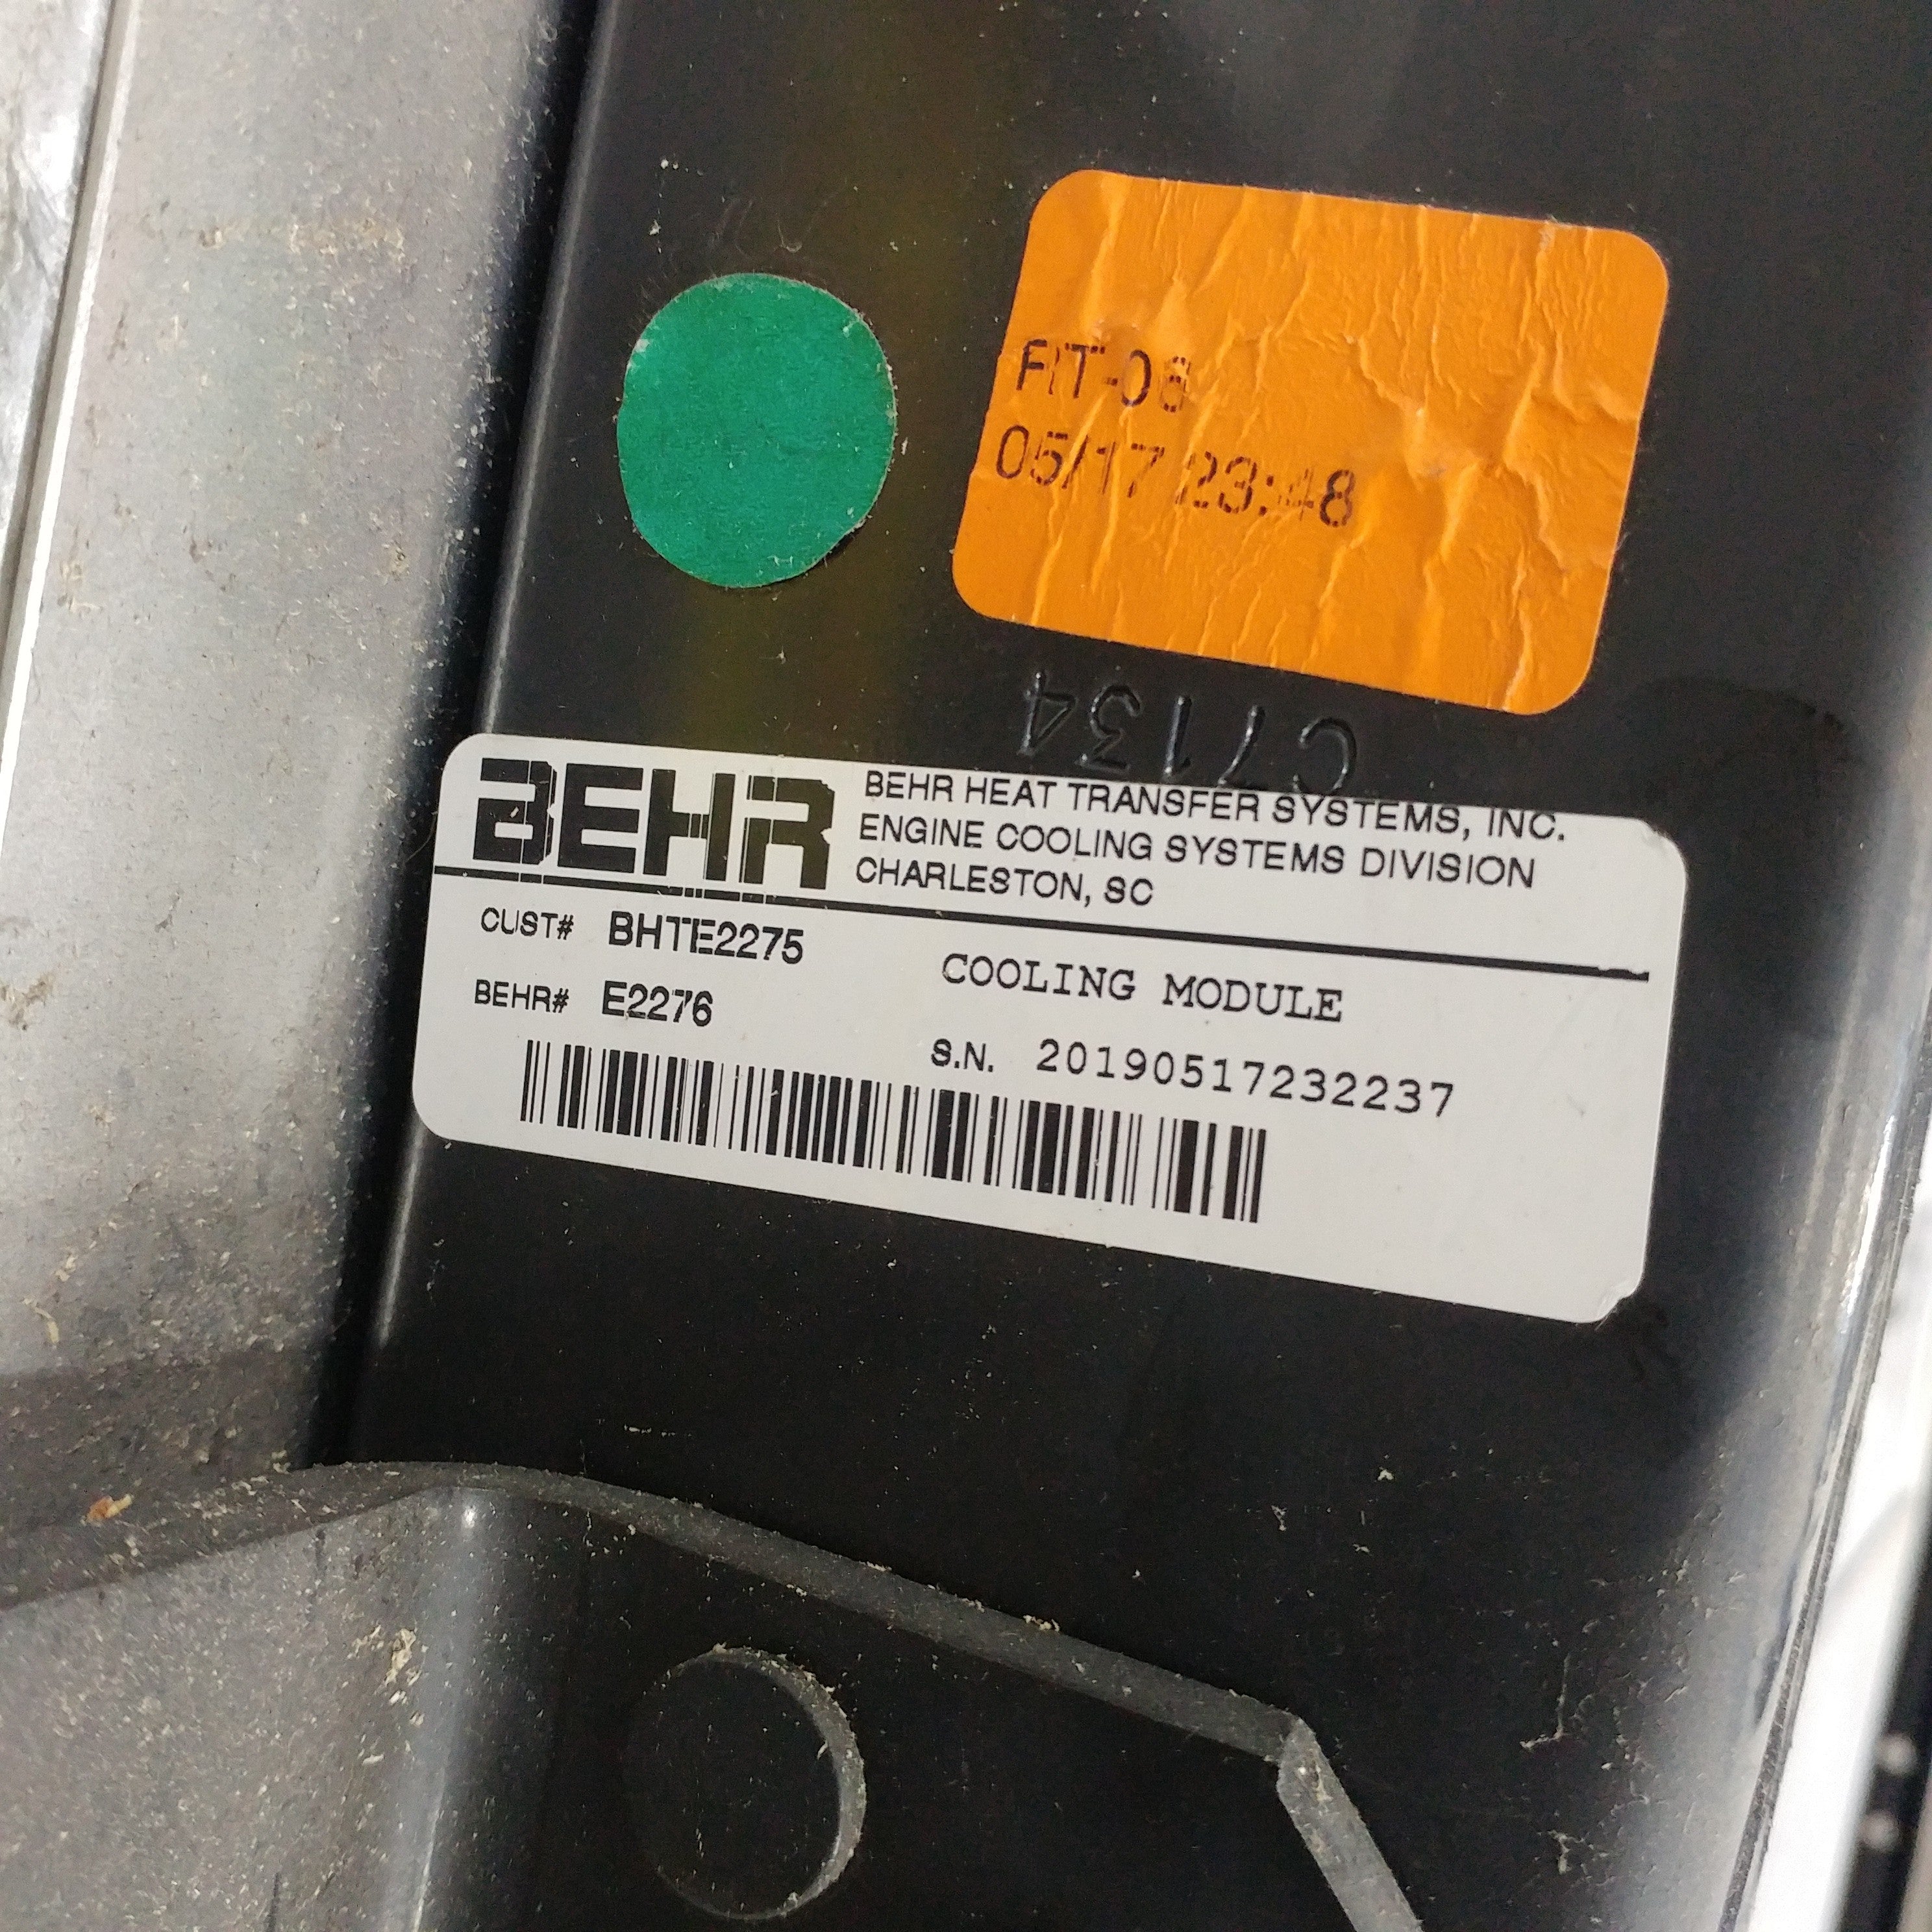 RT-06
05/17 23:48
C7134
BEHR
BEHR HEAT TRANSFER SYSTEMS, INC.
ENGINE COOLING SYSTEMS DIVISION
CHARLESTON, SC
CUST# BHTE2275
BEHR# E2276
COOLING MODULE
S.N. 20190517232237